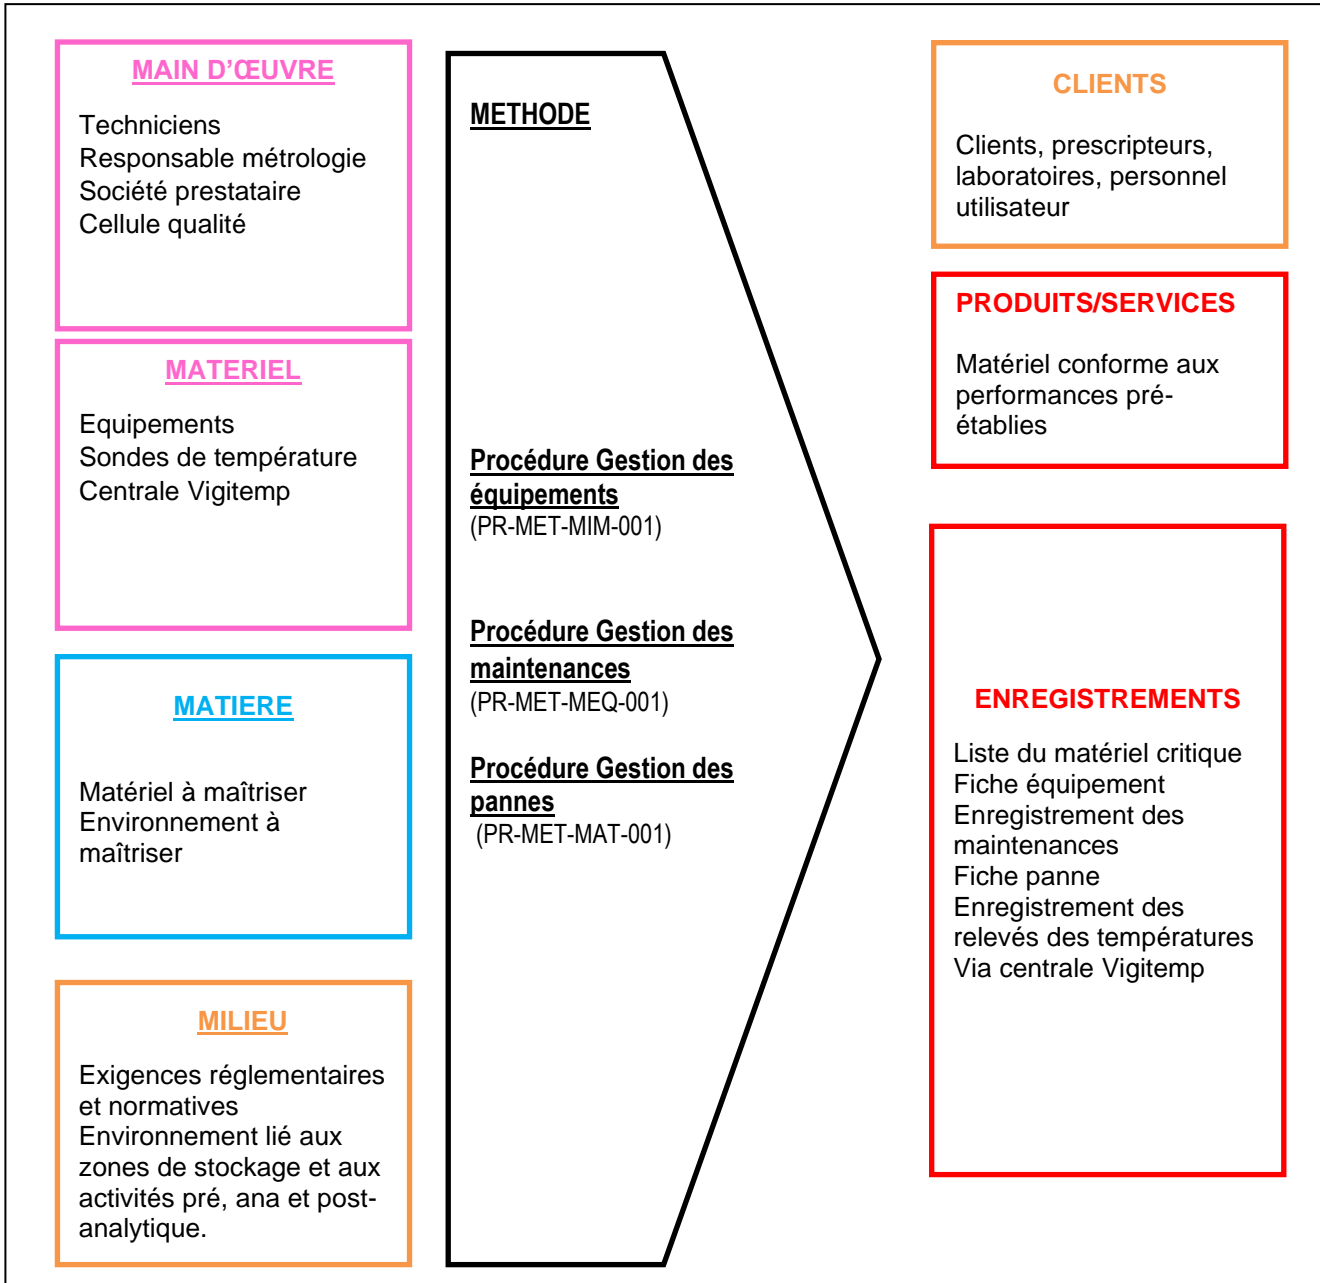 MAIN D'ŒUVRE
Techniciens
Responsable métrologie
Société prestataire
Cellule qualité
MATERIEL
Equipements
Sondes de température
Centrale Vigitemp
MATIERE
Matériel à maîtriser
Environnement à
maîtriser
MILIEU
Exigences réglementaires
et normatives
Environnement lié aux
zones de stockage et aux
activités pré, ana et post-
analytique.
METHODE
Procédure Gestion des
équipements
(PR-MET-MIM-001)
Procédure Gestion des
maintenances
(PR-MET-MEQ-001)
Procédure Gestion des
pannes
(PR-MET-MAT-001)
CLIENTS
Clients, prescripteurs,
laboratoires, personnel
utilisateur
PRODUITS/SERVICES
Matériel conforme aux
performances pré-
établies
ENREGISTREMENTS
Liste du matériel critique
Fiche équipement
Enregistrement des
maintenances
Fiche panne
Enregistrement des
relevés des températures
Via centrale Vigitemp